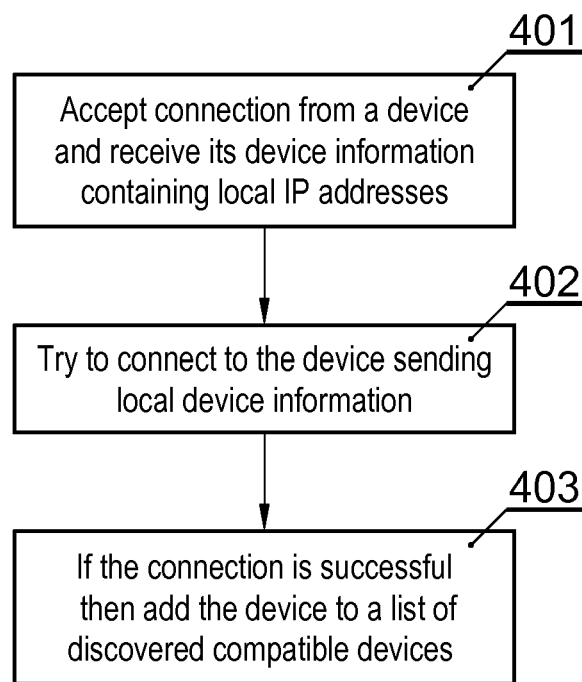 401
Accept connection from a device
and receive its device information
containing local IP addresses
402
Try to connect to the device sending
local device information
403
If the connection is successful
then add the device to a list of
discovered compatible devices